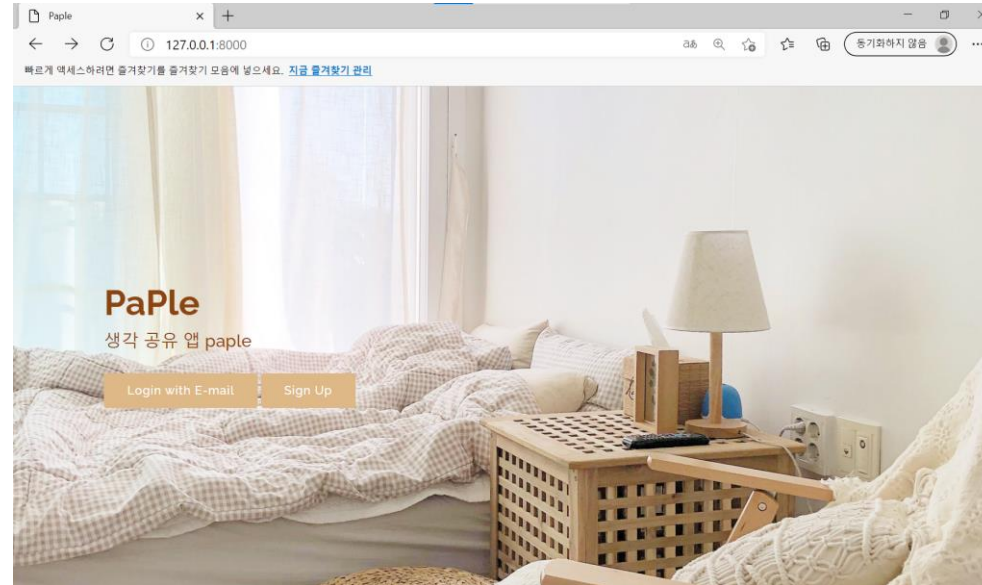 Paple
127.0.0.1:8000
aあ
동기화하지 않음
빠르게 액세스하려면 즐겨찾기를 즐겨찾기 모음에 넣으세요. 지금 즐겨찾기 관리
PaPle
생각 공유 앱 paple
Login with E-mail
Sign Up